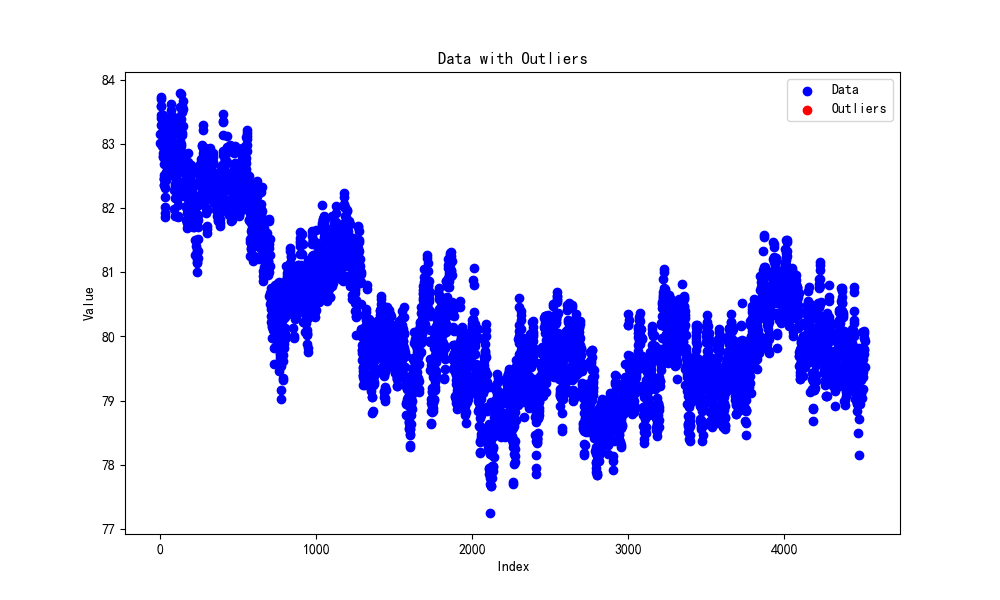 Data with Outliers
Data
Outliers
84
83
82
81
80
79
78
77
Value
0 1000 2000 3000 4000
Index